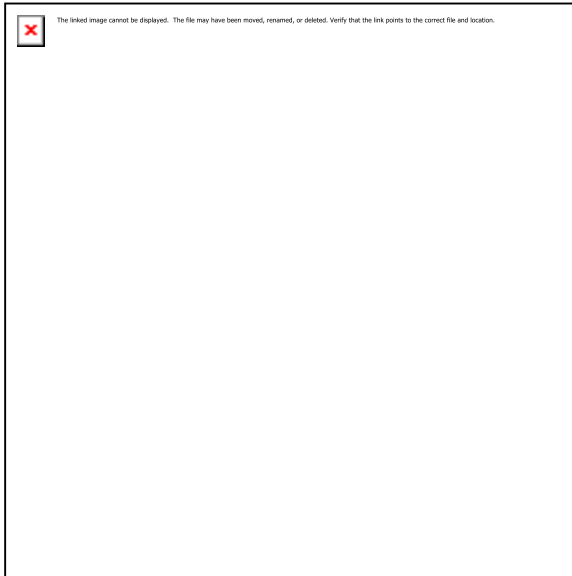 The linked image cannot be displayed.  The file may have been moved, renamed, or deleted. Verify that the link points to the correct file and location.